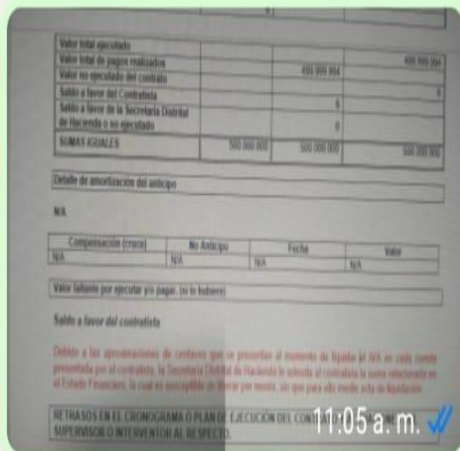 Valor total ejecutado 499 999 994
Valor total de pagos realizados 499 999 994
Valor no ejecutado del contrato 6
Saldo a favor del Contratista 6
Saldo a favor de la Secretaría Distrital
de Hacienda o no ejecutado 0
SUMAS IGUALES 500 000 000 500 000 000 500 000 000
Detalle de amortización del anticipo
N/A
Compensación (cruce) No Anticipo Fecha Valor
N/A N/A N/A N/A
Valor faltante por ejecutar y/o pagar, (si lo hubiere)
Saldo a favor del contratista
Debido a las aproximaciones de centavos que se presentan al momento de liquidar el IVA en cada cuenta
presentada por el contratista, la Secretaría Distrital de Hacienda le adeuda al contratista la suma relacionada en
el Estado Financiero, la cual es susceptible de liberar por monto, sin que para ello medie acta de liquidación.
RETRASOS EN EL CRONOGRAMA O PLAN DE EJECUCIÓN DEL
SUPERVISOR O INTERVENTOR AL RESPECTO.
11:05 a. m.